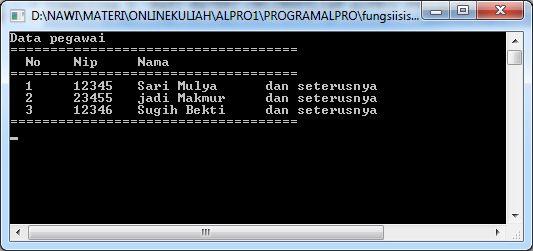 D:\NAWI\MATERI\ONLINEKULIAH\ALPRO1\PROGRAMALPRO\fungsiisis...
Data pegawai
====================================
No Nip Nama
====================================
1 12345 Sari Mulya dan seterusnya
2 23455 jadi Makmur dan seterusnya
3 12346 Sugih Bekti dan seterusnya
====================================